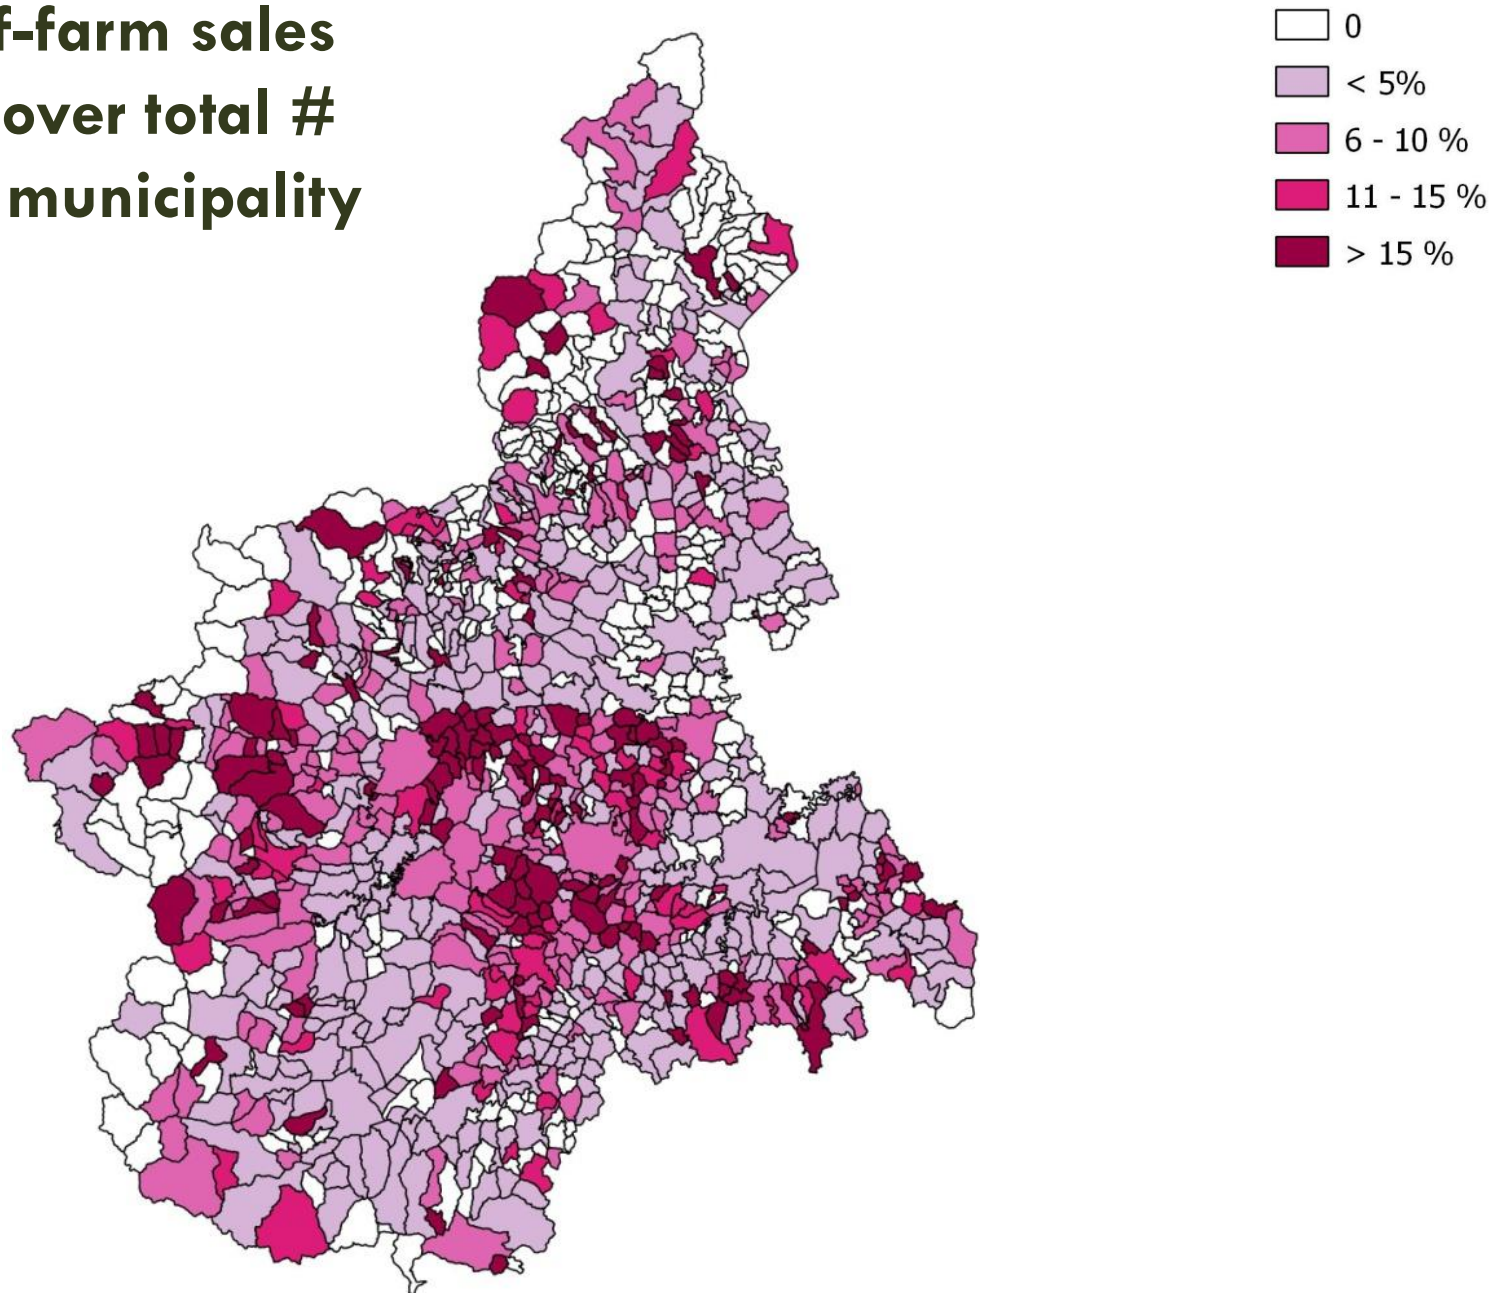 f-farm sales
over total #
municipality
0
< 5%
6 - 10 %
11 - 15 %
> 15 %